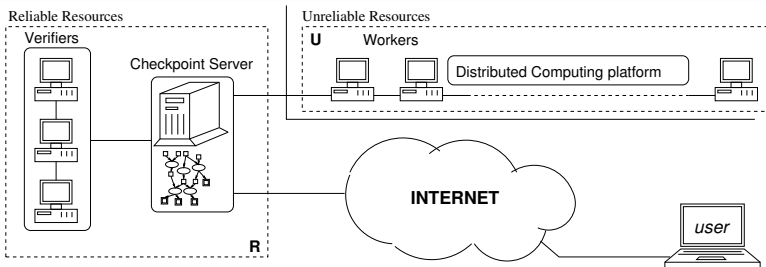 Reliable Resources
Verifiers
Checkpoint Server
R
Unreliable Resources
U
Workers
Distributed Computing platform
INTERNET
user